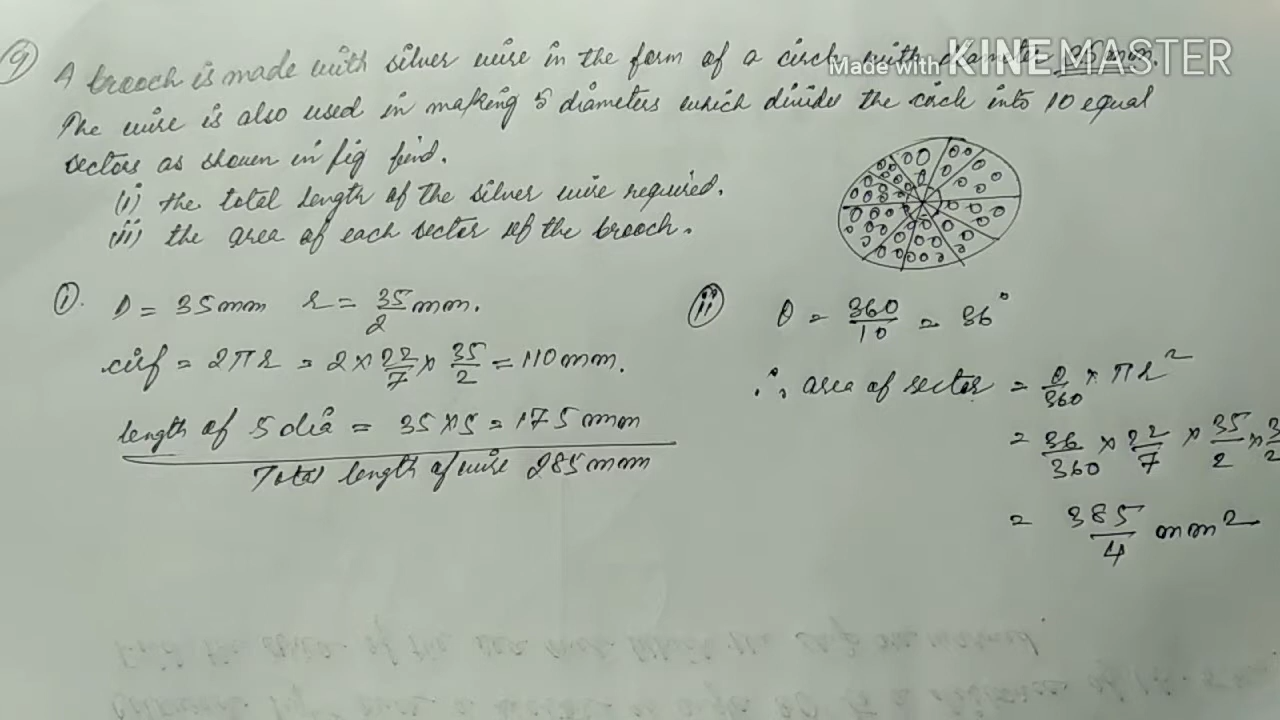 9) A brooch is made with silver wire in the form of a circle with diameter 35mm.
Made with KINEMASTER
The wire is also used in making 5 diameters which divides the circle into 10 equal
sectors as shown in fig find.
(i) the total length of the silver wire required.
(ii) the area of each sector of the brooch.
(i). D = 35mm r = 35/2 mm.
cirf = 2πr = 2 × 22/7 × 35/2 = 110mm.
length of 5 dia = 35×5 = 175mm
Total length of wire 285mm
(ii) θ = 360/10 = 36°
∴ area of sector = θ/360 × πr²
= 36/360 × 22/7 × 35/2 ×
= 385/4 mm²